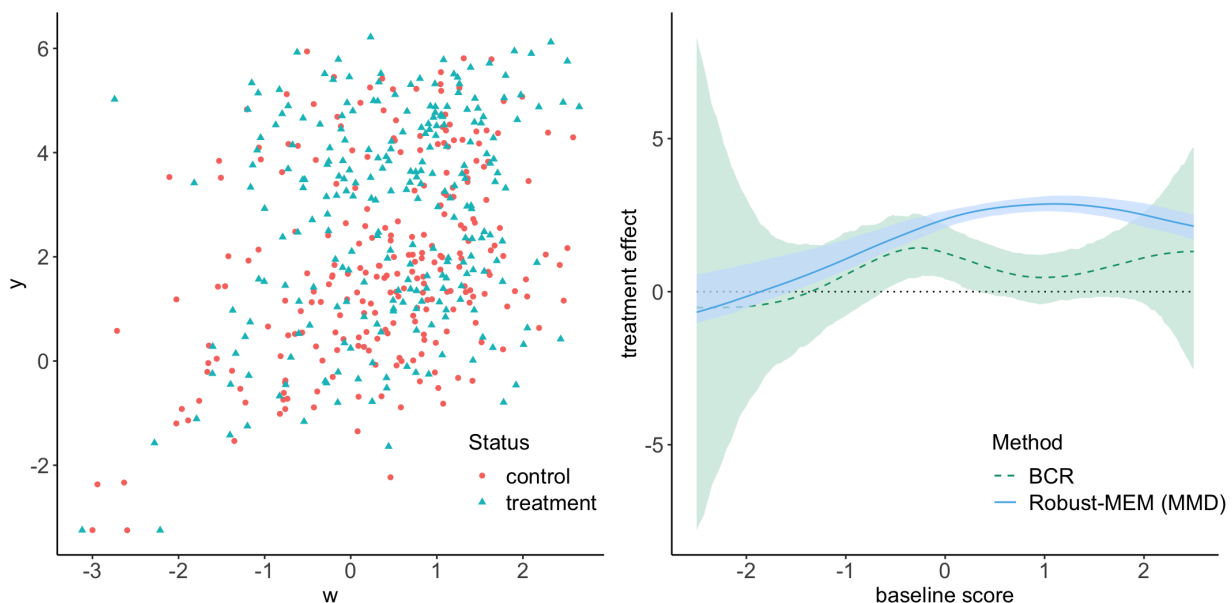 6
4
2
0
-2
y
-3
-2
-1
0
1
2
w
Status
control
treatment
5
0
-5
treatment effect
-2
-1
0
1
2
baseline score
Method
BCR
Robust-MEM (MMD)